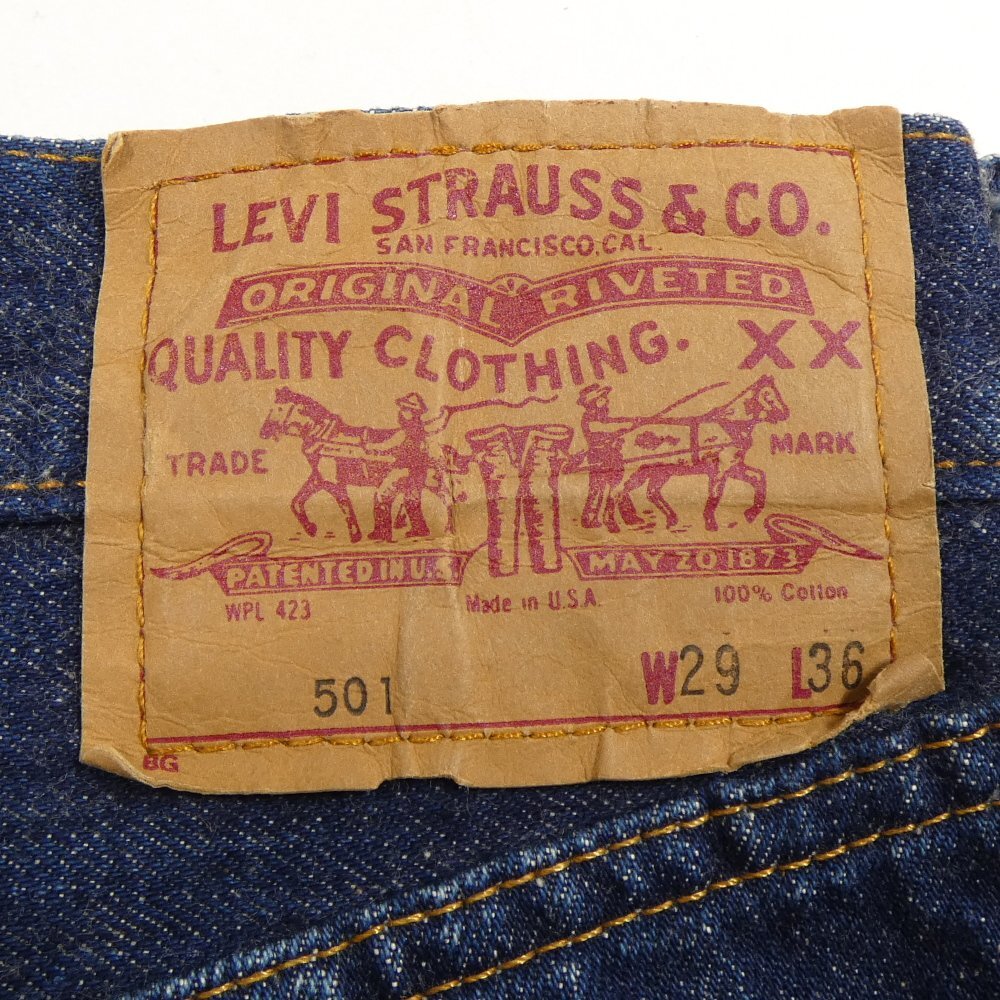 LEVI STRAUSS & CO.
SAN FRANCISCO, CAL.
ORIGINAL RIVETED
QUALITY CLOTHING. XX
TRADE MARK
PATENTED IN U.S. MAY 20 1873
WPL 423 Made in U.S.A. 100% Cotton
501 W29 L36
BG